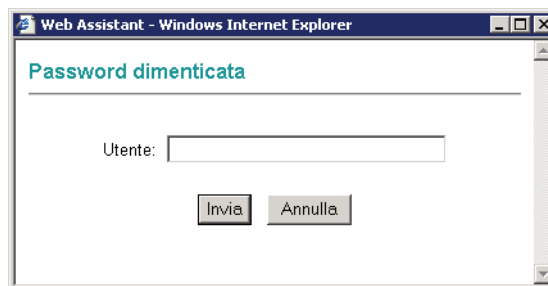 Web Assistant - Windows Internet Explorer
Password dimenticata
Utente:
Invia Annulla